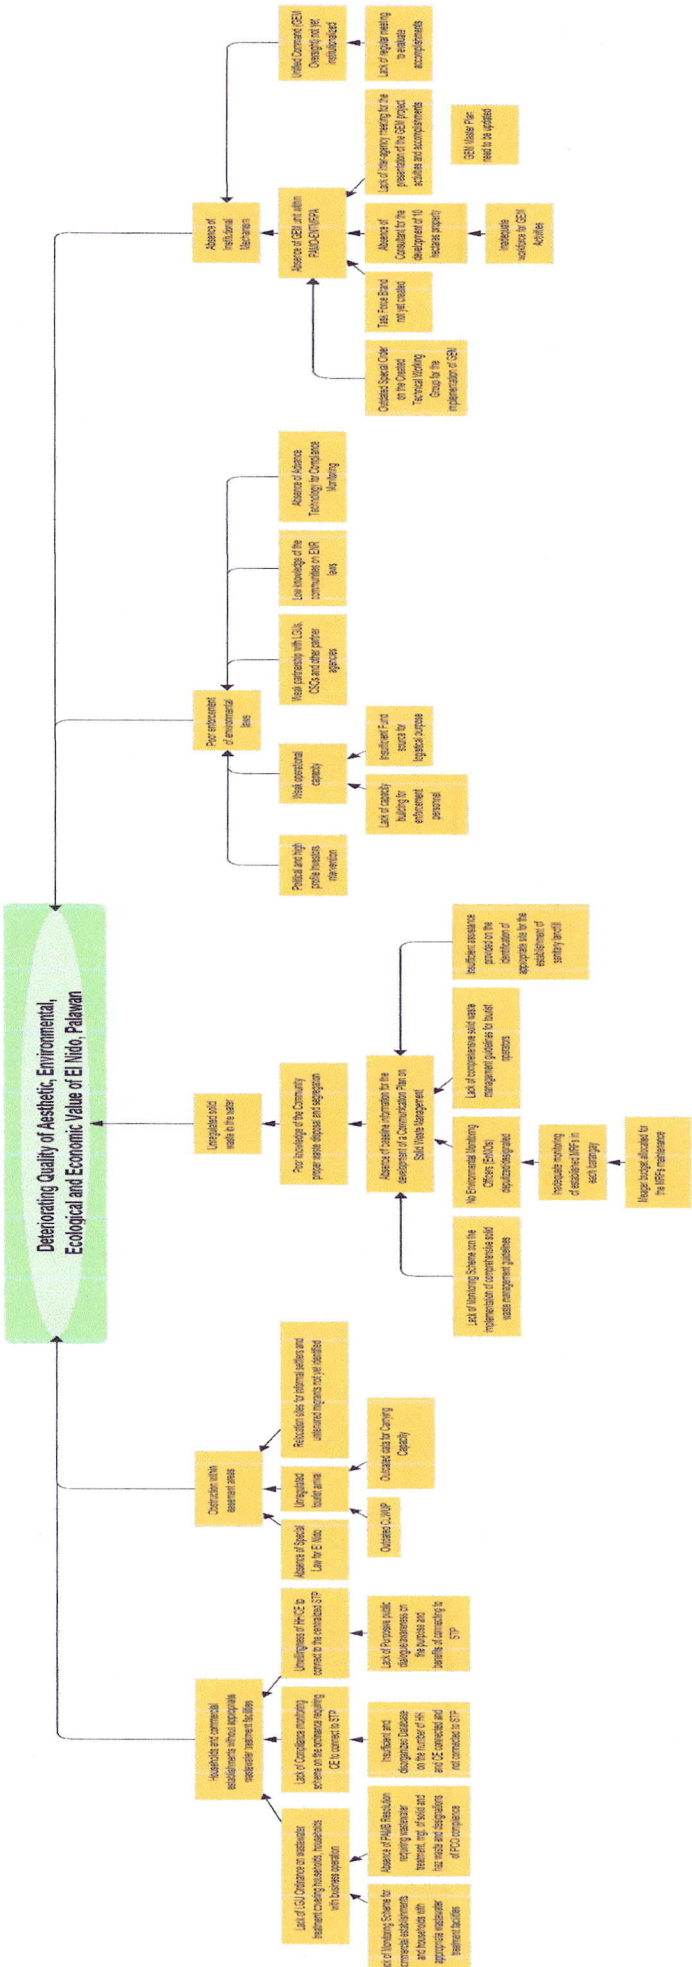 Deteriorating Quality of Aesthetic, Environmental,
Ecological and Economic Value of El Nido, Palawan
Households and commercial
establishments without appropriate
wastewater treatment facilities
Obstruction within
easement areas
Unregulated solid
waste in the water
Poor enforcement
of environmental
laws
Absence of
Institutional
Mechanism
Lack of LGU Ordinance on wastewater
treatment covering households, households
with business operation
Lack of Compliance monitoring
scheme on the ordinance requiring
CE to connect to STP
Unwillingness of HH/CE to
connect to the centralized STP
Absence of Special
Law for El Nido
Unregulated
tourist arrival
Relocation sites for informal settlers and
untenured migrants not yet identified
Poor knowledge of the Community
proper waste disposal and segregation
Political and high
profile Investors
intervention
Weak operational
capacity
Weak partnership with LGUs,
CSOs and other partner
agencies
Low knowledge of the
communities on ENR
laws
Absence of Advance
Technology for Compliance
Monitoring
Absence of GEM unit within
Unified Command (GEM
Oversight) not yet
institutionalized
of Monitoring Scheme for
commercial establishments
and households with
appropriate wastewater
treatment facilities
Absence of PAMB Resolution
requiring wastewater
treatment, mgt. of solid and
haz waste and designations
of PCO compliance
Insufficient and
disorganized Database
on the number of HH
and CE connected and
not connected to STP
Lack of Purposive public
dialogue/awareness on
the purpose and
benefits of connecting to
STP
Outdated CLWUP
Outdated data for Carrying
Capacity
Absence of baseline information for the
development of a Communication Plan on
Solid Waste Management
Lack of capacity
building for
enforcement
personnel
Insufficient Fund
source for
logistical purpose
Outdated Special Order
on the Created
Technical Working
Group for the
implementation of GEM
Task Force Brand
not yet created
Absence of
Consultant for the
development of 10
hectares property
Lack of Inter-agency meeting for the
presentation of the GEM project
activities and accomplishments
Lack of regular meeting
to evaluate
accomplishments
Lack of Monitoring Scheme con the
implementation of comprehensive solid
waste management guidelines
No Environmental Monitoring
Officers (EnMOs)
deputized/designated
Lack of comprehensive solid waste
management guidelines for tourist
operators
Insufficient assistance
provided on the
identification of
appropriate site for the
establishment of
sanitary landfill
Inadequate
workforce for GEM
Activities
GEM Master Plan
need to be updated
Inadequate monitoring
of established MRFs in
each barangay
Meager budget allocated for
the MRFs maintenance